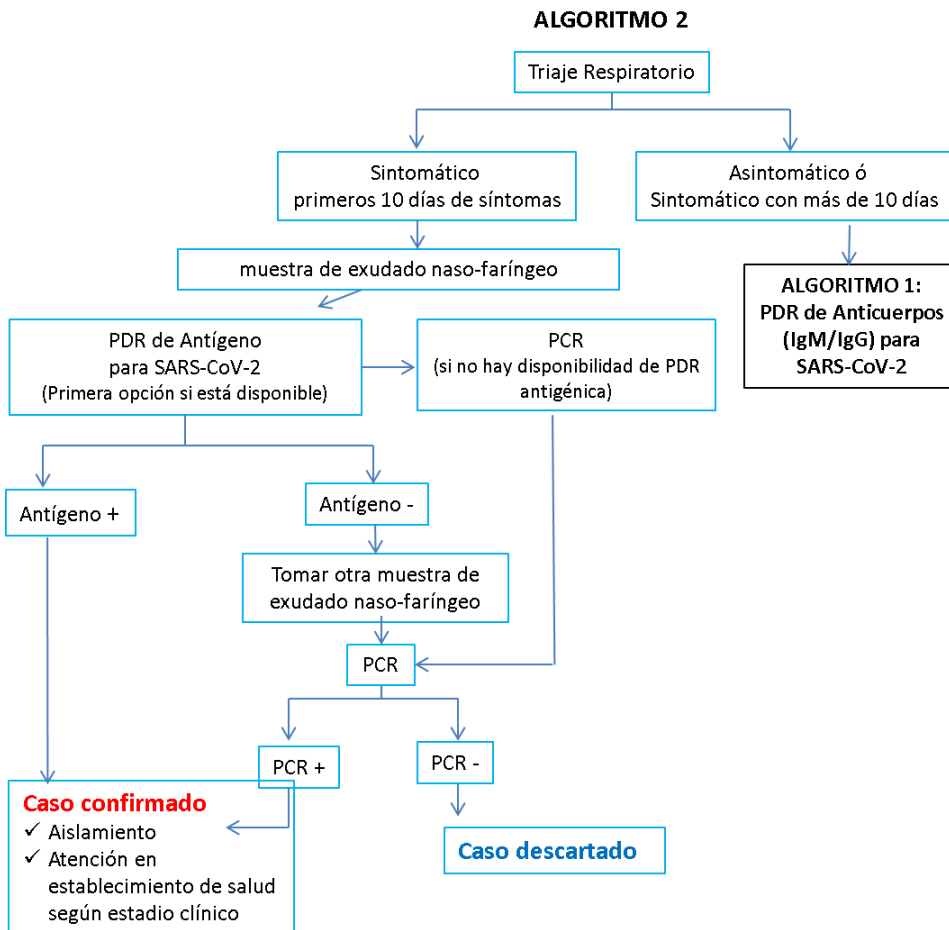 ALGORITMO 2
Triaje Respiratorio
Sintomático
primeros 10 días de síntomas
Asintomático ó
Sintomático con más de 10 días
muestra de exudado naso-faríngeo
ALGORITMO 1:
PDR de Anticuerpos
(IgM/IgG) para
SARS-CoV-2
PDR de Antígeno
para SARS-CoV-2
(Primera opción si está disponible)
PCR
(si no hay disponibilidad de PDR
antigénica)
Antígeno +
Antígeno -
Tomar otra muestra de
exudado naso-faríngeo
PCR
PCR +
PCR -
Caso confirmado
✓ Aislamiento
✓ Atención en
establecimiento de salud
según estadio clínico
Caso descartado